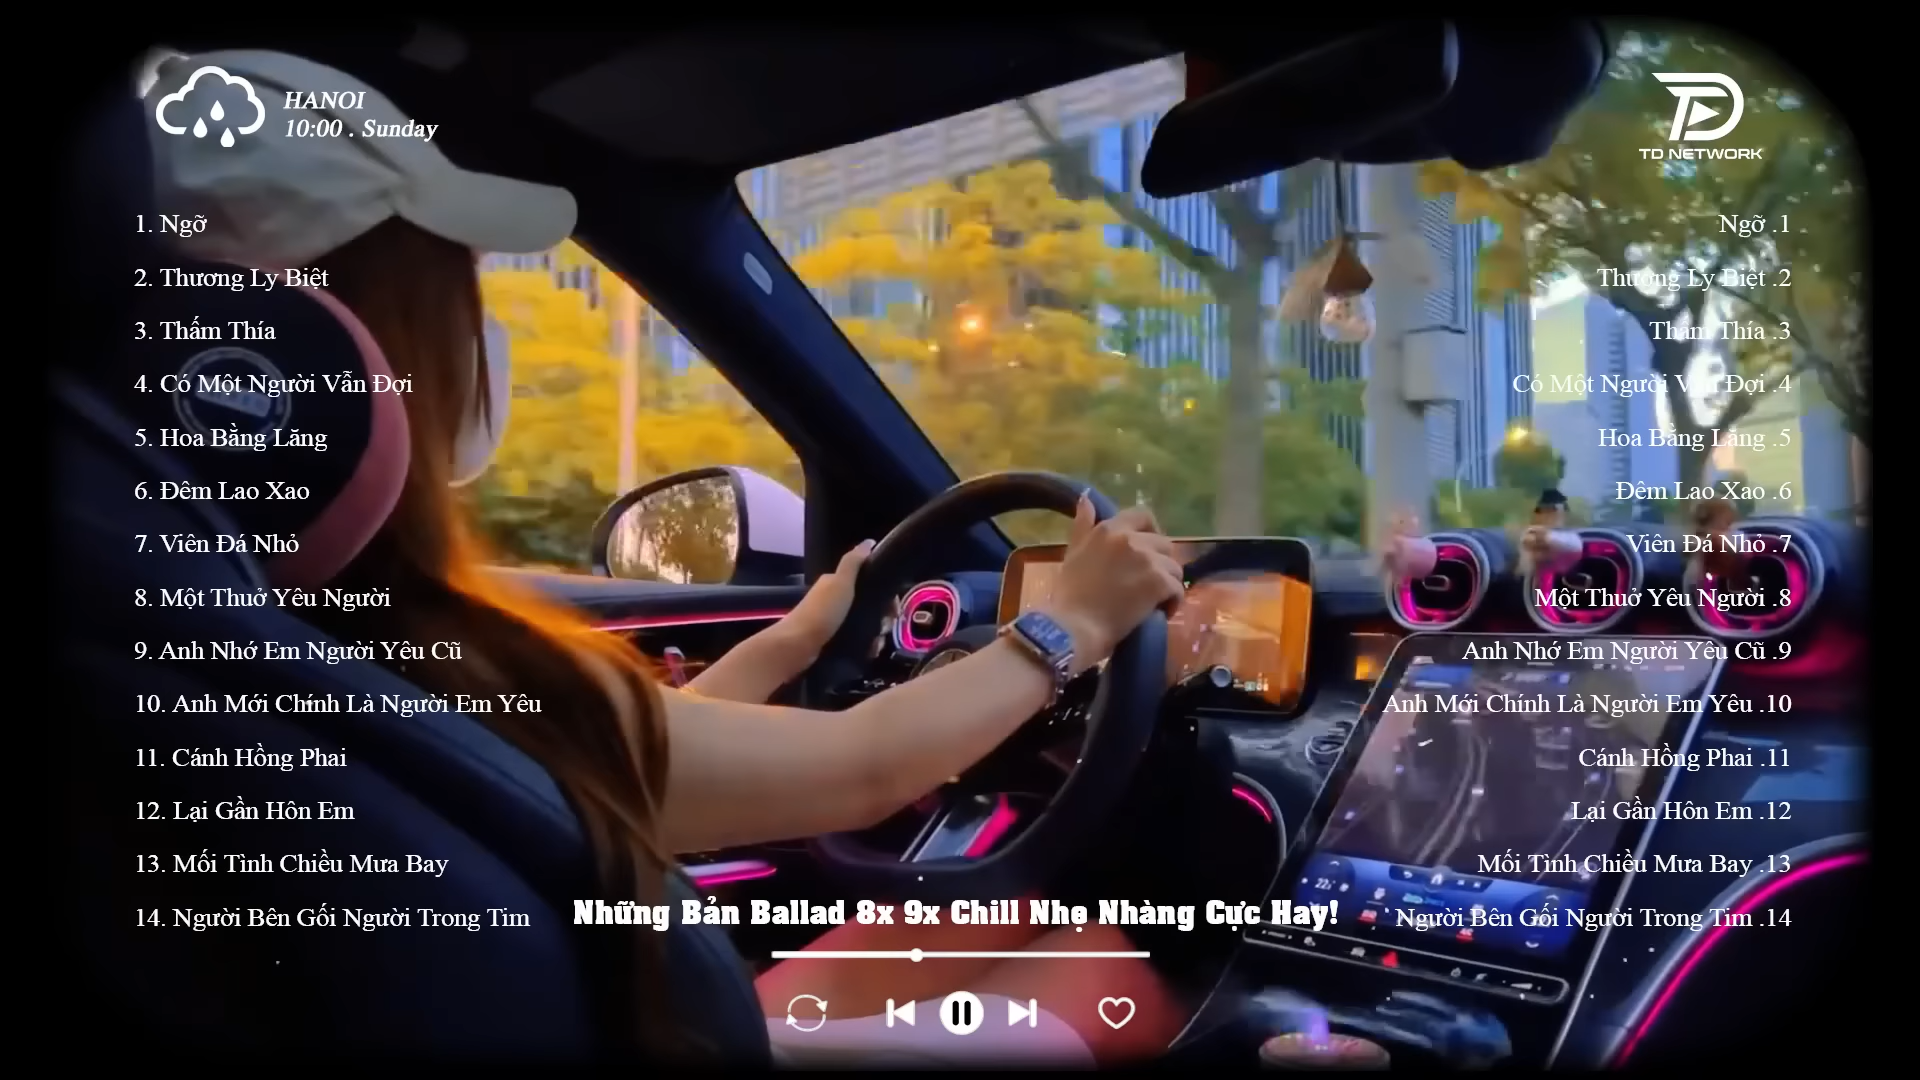 HANOI
10:00 . Sunday
TD NETWORK
1. Ngỡ
2. Thương Ly Biệt
3. Thấm Thía
4. Có Một Người Vẫn Đợi
5. Hoa Bằng Lăng
6. Đêm Lao Xao
7. Viên Đá Nhỏ
8. Một Thuở Yêu Người
9. Anh Nhớ Em Người Yêu Cũ
10. Anh Mới Chính Là Người Em Yêu
11. Cánh Hồng Phai
12. Lại Gần Hôn Em
13. Mối Tình Chiều Mưa Bay
14. Người Bên Gối Người Trong Tim
Ngỡ .1
Thương Ly Biệt .2
Thấm Thía .3
Có Một Người Vẫn Đợi .4
Hoa Bằng Lăng .5
Đêm Lao Xao .6
Viên Đá Nhỏ .7
Một Thuở Yêu Người .8
Anh Nhớ Em Người Yêu Cũ .9
Anh Mới Chính Là Người Em Yêu .10
Cánh Hồng Phai .11
Lại Gần Hôn Em .12
Mối Tình Chiều Mưa Bay .13
Người Bên Gối Người Trong Tim .14
Những Bản Ballad 8x 9x Chill Nhẹ Nhàng Cực Hay!
22